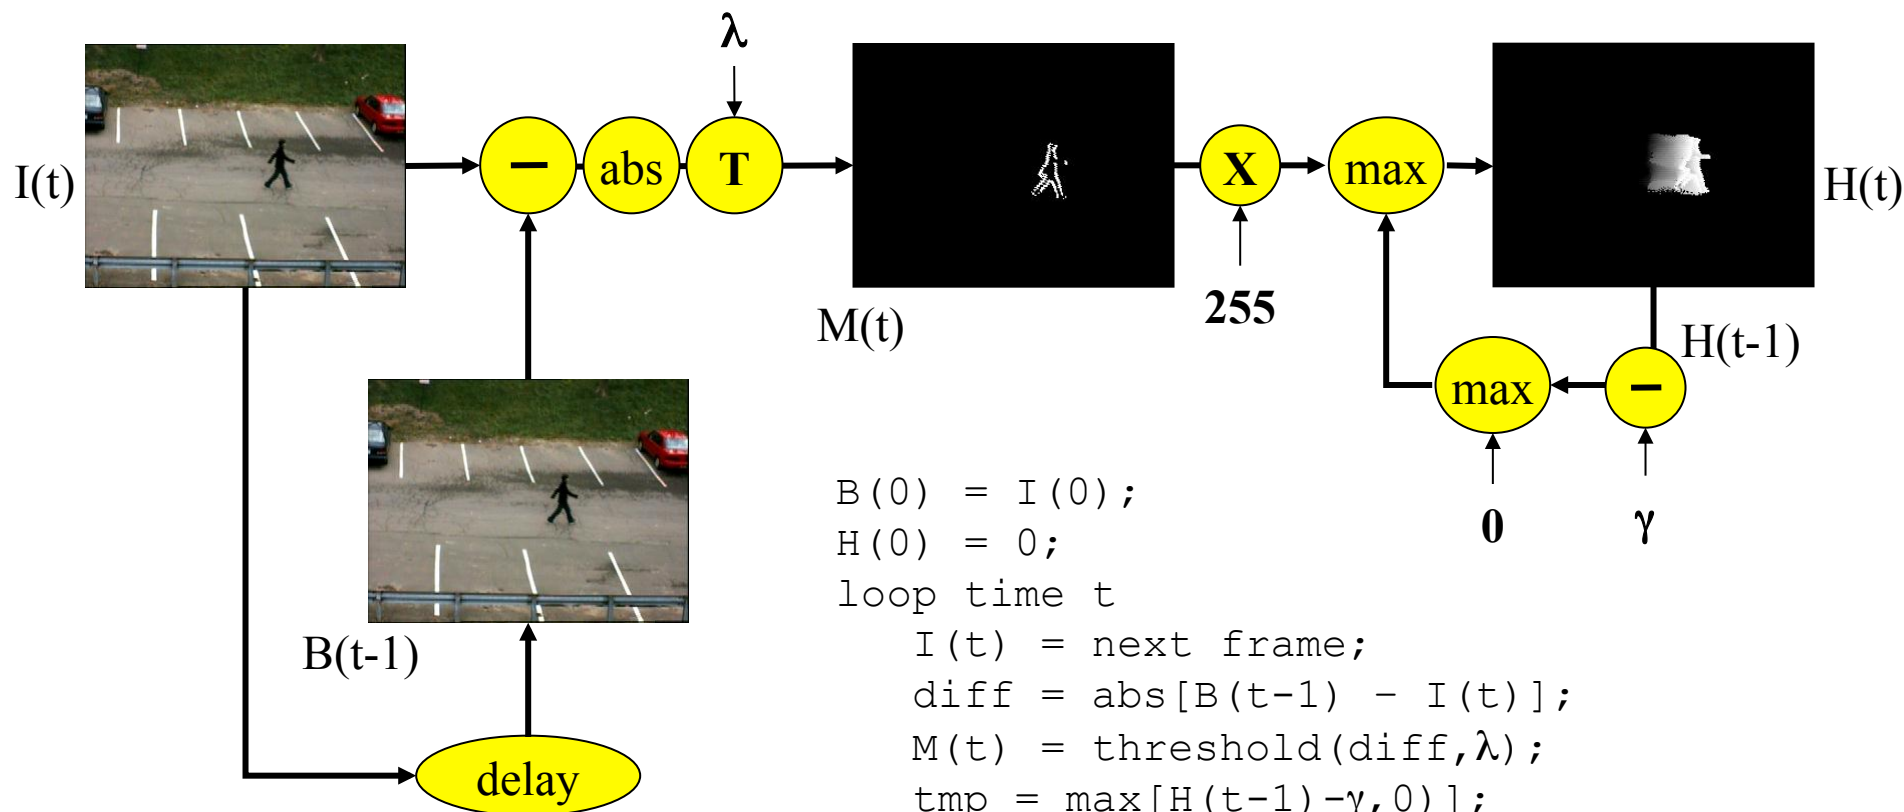 λ
I(t)
–
abs
T
M(t)
X
255
max
H(t)
H(t-1)
–
max
0
γ
B(t-1)
delay
B(0) = I(0);
H(0) = 0;
loop time t
I(t) = next frame;
diff = abs[B(t-1) – I(t)];
M(t) = threshold(diff,λ);
tmp = max[H(t-1)-γ,0)];